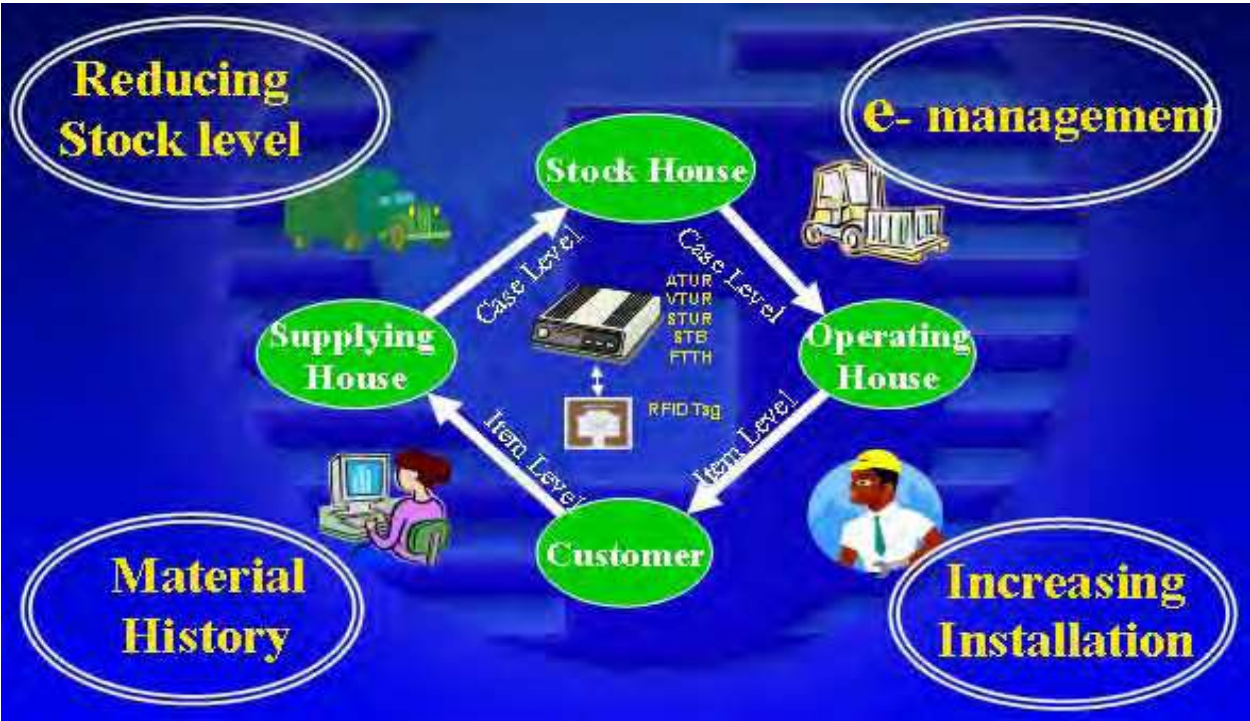 Reducing
Stock level
e- management
Stock House
Case Level
Case Level
ATUR
VTUR
STUR
STB
FTTH
Supplying
House
Operating
House
RFID Tag
Item Level
Item Level
Customer
Material
History
Increasing
Installation